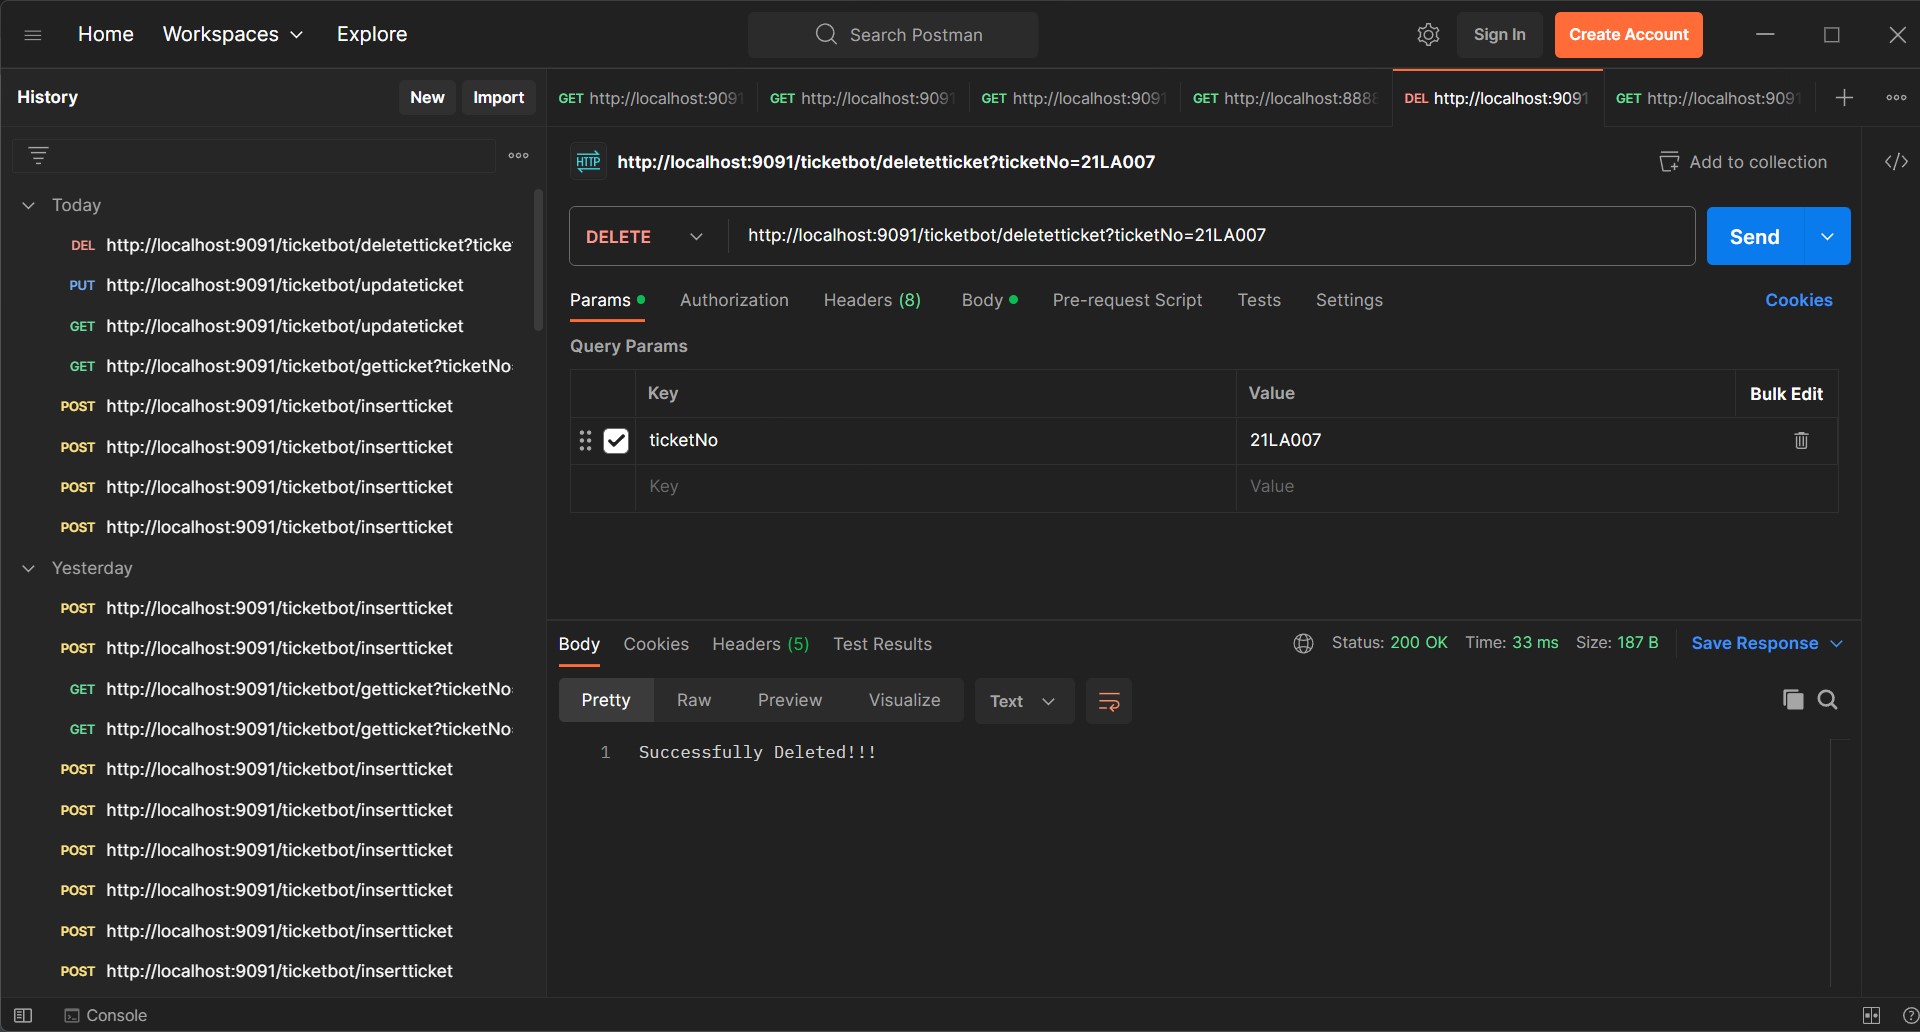 Home Workspaces Explore Search Postman Sign In Create Account
History New Import
GET http://localhost:9091 GET http://localhost:9091 GET http://localhost:9091 GET http://localhost:8888 DEL http://localhost:9091 GET http://localhost:9091
Today
DEL http://localhost:9091/ticketbot/deletetticket?ticke
PUT http://localhost:9091/ticketbot/updateticket
GET http://localhost:9091/ticketbot/updateticket
GET http://localhost:9091/ticketbot/getticket?ticketNo
POST http://localhost:9091/ticketbot/insertticket
POST http://localhost:9091/ticketbot/insertticket
POST http://localhost:9091/ticketbot/insertticket
POST http://localhost:9091/ticketbot/insertticket
Yesterday
POST http://localhost:9091/ticketbot/insertticket
POST http://localhost:9091/ticketbot/insertticket
GET http://localhost:9091/ticketbot/getticket?ticketNo
GET http://localhost:9091/ticketbot/getticket?ticketNo
POST http://localhost:9091/ticketbot/insertticket
POST http://localhost:9091/ticketbot/insertticket
POST http://localhost:9091/ticketbot/insertticket
POST http://localhost:9091/ticketbot/insertticket
POST http://localhost:9091/ticketbot/insertticket
POST http://localhost:9091/ticketbot/insertticket
HTTP http://localhost:9091/ticketbot/deletetticket?ticketNo=21LA007 Add to collection </>
DELETE http://localhost:9091/ticketbot/deletetticket?ticketNo=21LA007 Send
Params Authorization Headers (8) Body Pre-request Script Tests Settings Cookies
Query Params
Key Value Bulk Edit
ticketNo 21LA007
Key Value
Body Cookies Headers (5) Test Results Status: 200 OK Time: 33 ms Size: 187 B Save Response
Pretty Raw Preview Visualize Text
1 Successfully Deleted!!!
Console